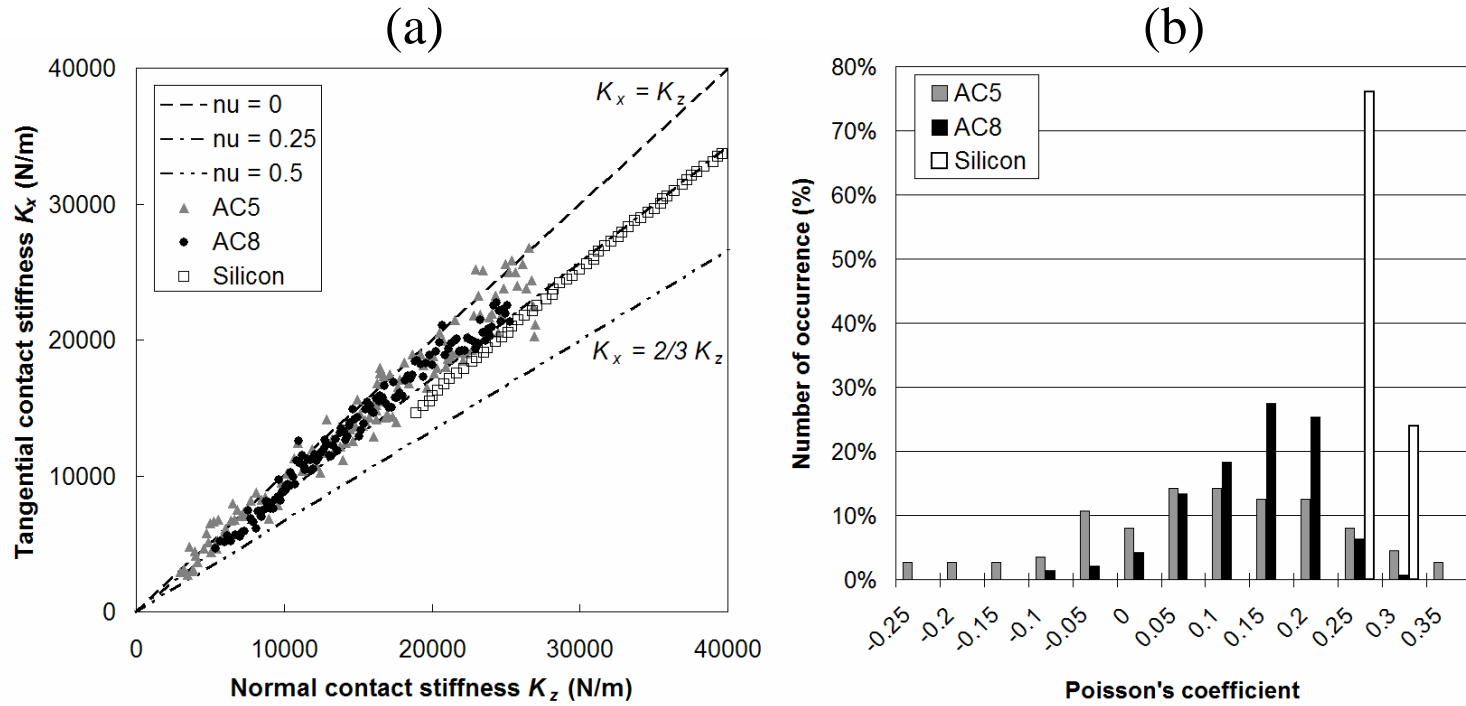 (a)
Tangential contact stiffness Kx (N/m)
40000
30000
20000
10000
0
nu = 0
nu = 0.25
nu = 0.5
AC5
AC8
Silicon
Kx = Kz
Kx = 2/3 Kz
0 10000 20000 30000 40000
Normal contact stiffness Kz (N/m)
(b)
Number of occurrence (%)
80%
70%
60%
50%
40%
30%
20%
10%
0%
AC5
AC8
Silicon
-0.25 -0.2 -0.15 -0.1 -0.05 0 0.05 0.1 0.15 0.2 0.25 0.3 0.35
Poisson's coefficient